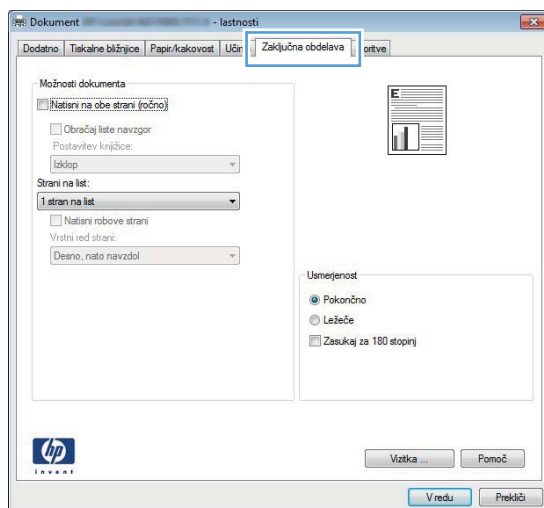 Dokument - lastnosti
Dodatno Tiskalne bližnjice Papir/kakovost Učin Zaključna obdelava oritve
Možnosti dokumenta
Natisni na obe strani (ročno)
Obračaj liste navzgor
Postavitev knjižice:
Izklop
Strani na list:
1 stran na list
Natisni robove strani
Vrstni red strani:
Desno, nato navzdol
E
Usmerjenost
Pokončno
Ležeče
Zasukaj za 180 stopinj
hp
invent
Vizitka ... Pomoč
V redu Prekliči